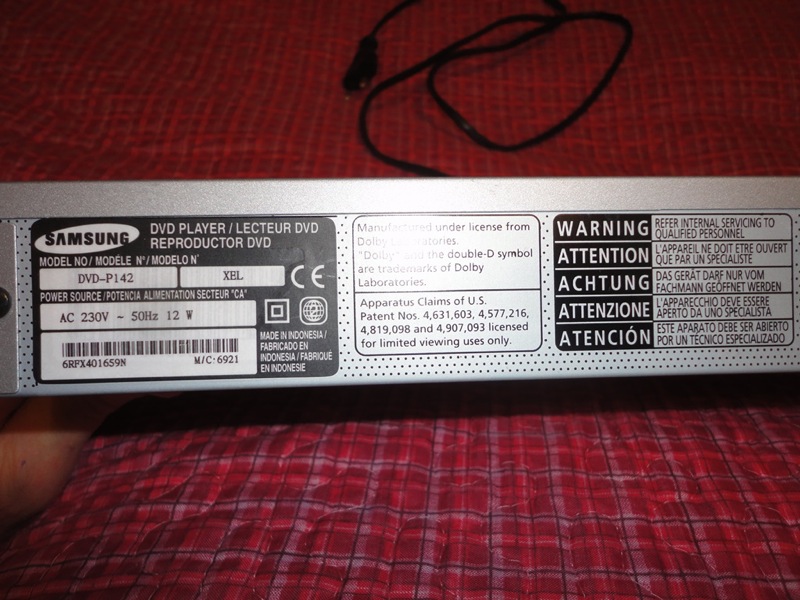 SAMSUNG
DVD PLAYER / LECTEUR DVD
REPRODUCTOR DVD
MODEL NO/ MODÈLE N°/ MODELO N°
DVD-P142
XEL
CE
POWER SOURCE/POTENCIA ALIMENTATION SECTEUR "CA"
AC 230V ~ 50Hz 12 W
MADE IN INDONESIA /
FABRICADO EN
INDONESIA / FABRIQUÉ
EN INDONESIE
6RFX401659N
M/C:6921
Manufactured under license from
Dolby Laboratories.
"Dolby" and the double-D symbol
are trademarks of Dolby
Laboratories.
Apparatus Claims of U.S.
Patent Nos. 4,631,603, 4,577,216,
4,819,098 and 4,907,093 licensed
for limited viewing uses only.
WARNING
REFER INTERNAL SERVICING TO
QUALIFIED PERSONNEL
ATTENTION
L'APPAREIL NE DOIT ETRE OUVERT
QUE PAR UN SPECIALISTE
ACHTUNG
DAS GERÄT DARF NUR VOM
FACHMANN GEÖFFNET WERDEN
ATTENZIONE
L'APPARECCHIO DEVE ESSERE
APERTO DA UNO SPECIALISTA
ATENCIÓN
ESTE APARATO DEBE SER ABIERTO
POR UN TÉCNICO ESPECIALIZADO